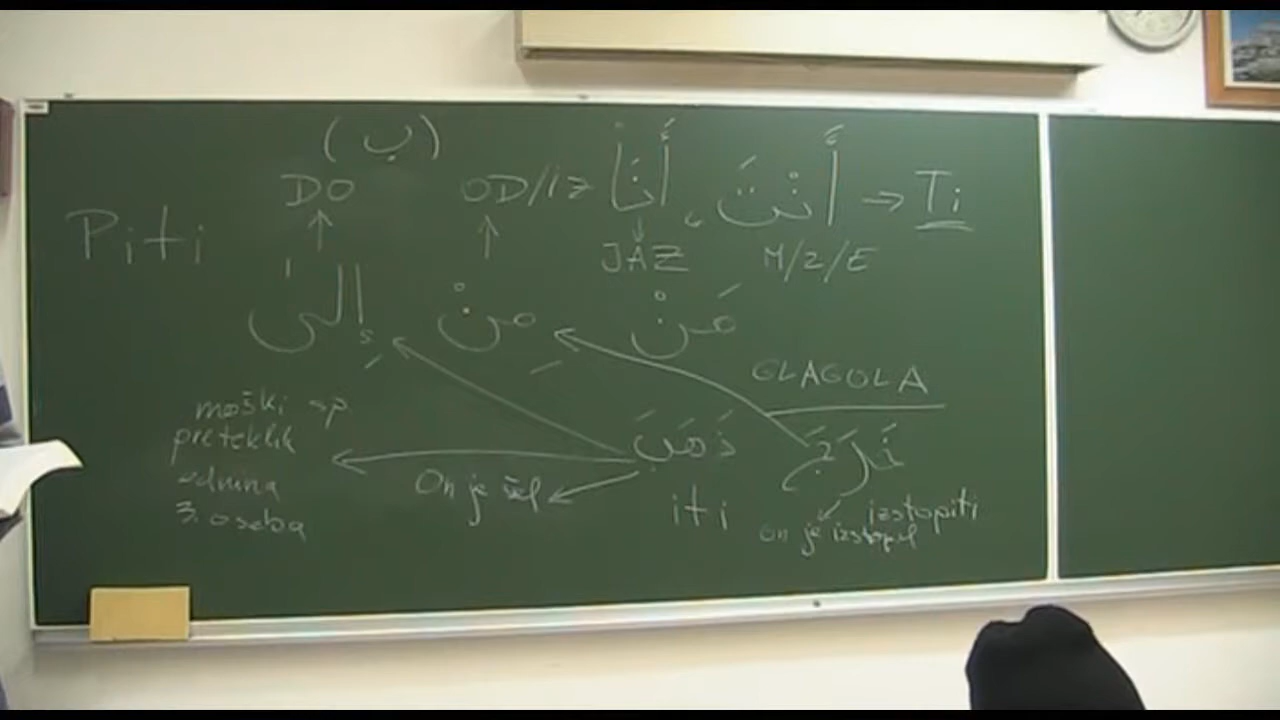 (ب)
DO OD/IZ أَنَا ، أَنْتَ → Ti
Piti
JAZ M/Ž/E
إِلَى مِنْ مَنْ
GLAGOLA
ذَهَبَ خَرَجَ
moški sp.
preteklik
ednina
3. oseba
On je šel
iti izstopiti
on je izstopil